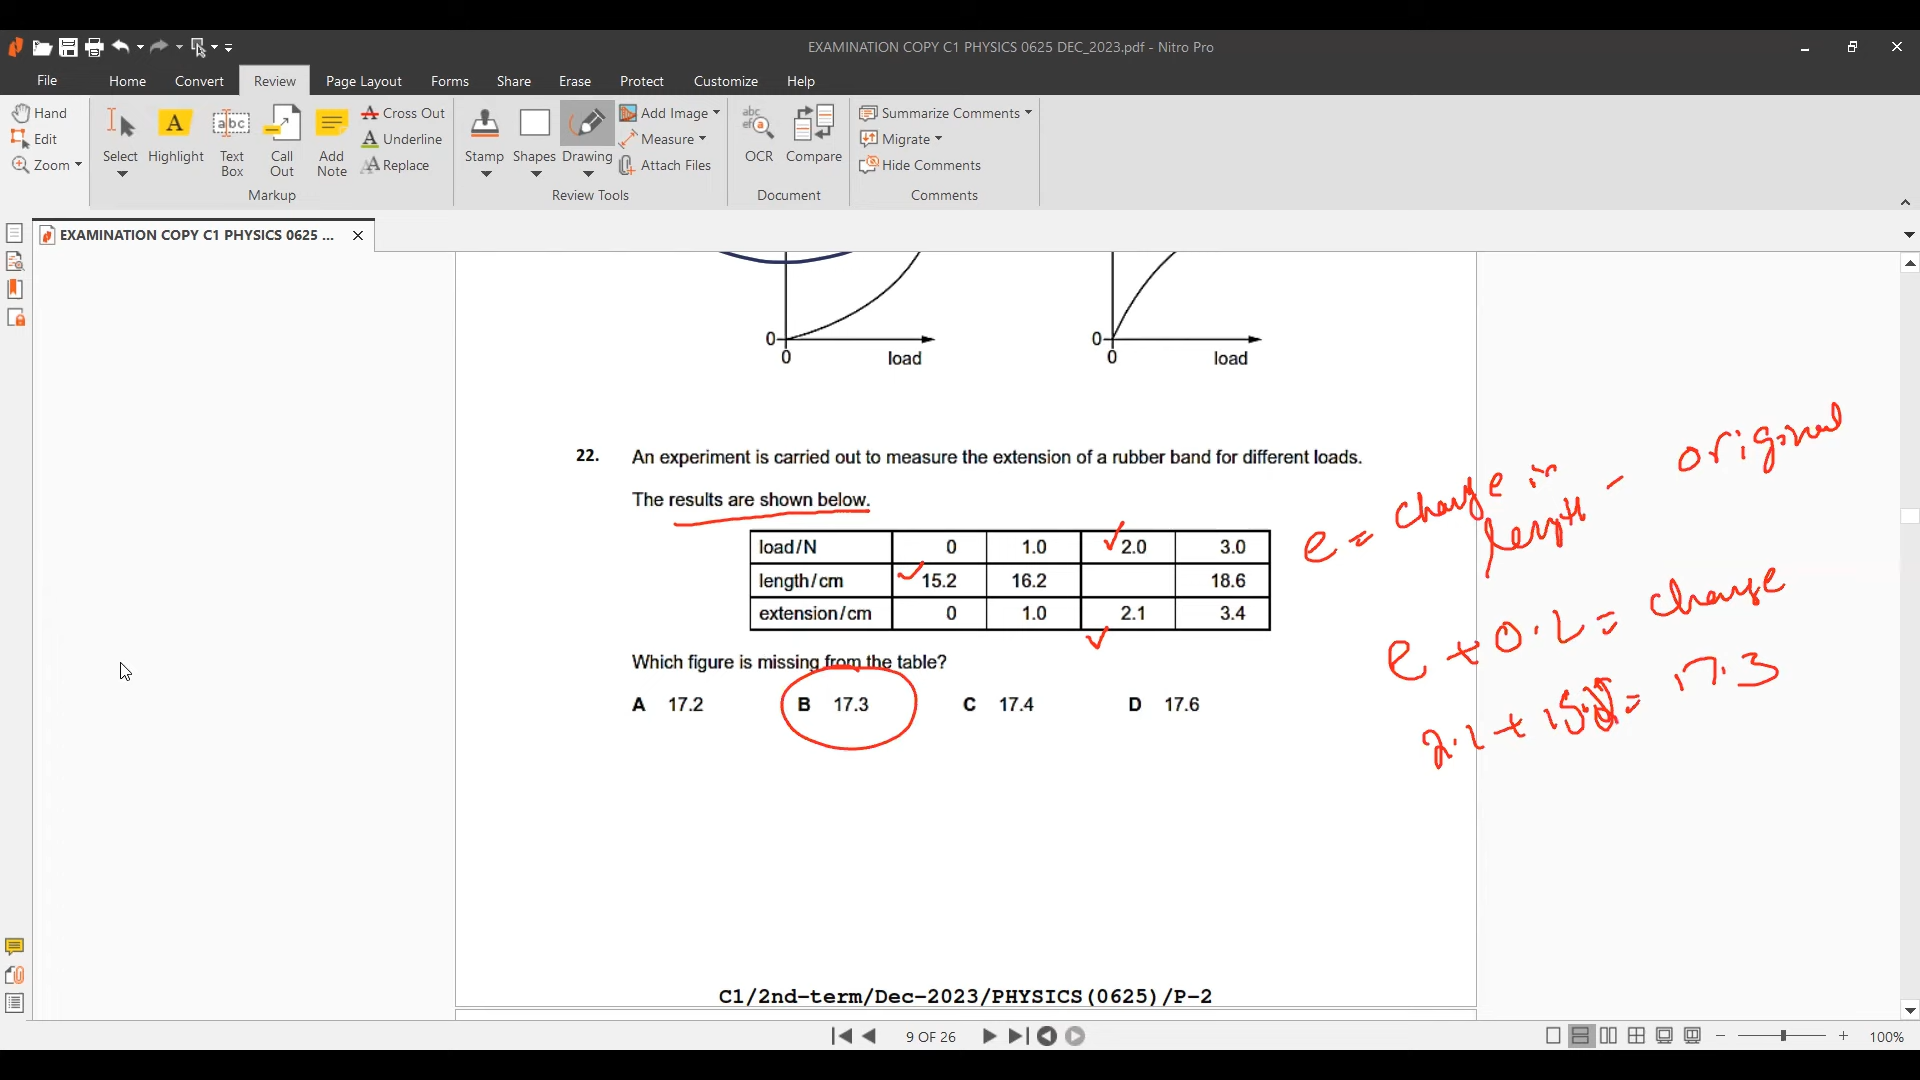 EXAMINATION COPY C1 PHYSICS 0625 DEC_2023.pdf - Nitro Pro
File Home Convert Review Page Layout Forms Share Erase Protect Customize Help
Hand
Edit
Zoom
Select
Highlight
abc
Text Box
Call Out
Add Note
Cross Out
Underline
Replace
Markup
Stamp
Shapes
Drawing
Add Image
Measure
Attach Files
Review Tools
OCR
Compare
Document
Summarize Comments
Migrate
Hide Comments
Comments
EXAMINATION COPY C1 PHYSICS 0625 ...
0
0
load
0
0
load
22. An experiment is carried out to measure the extension of a rubber band for different loads.
The results are shown below.
load/N 0 1.0 2.0 3.0
length/cm 15.2 16.2 18.6
extension/cm 0 1.0 2.1 3.4
Which figure is missing from the table?
A 17.2 B 17.3 C 17.4 D 17.6
e = change in length - original
e + 0.L = change
= 17.3
C1/2nd-term/Dec-2023/PHYSICS(0625)/P-2
9 OF 26
100%